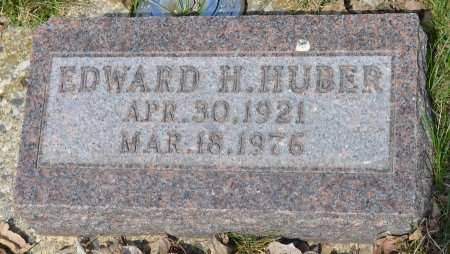 EDWARD H. HUBER
APR. 30, 1921
MAR. 18, 1976